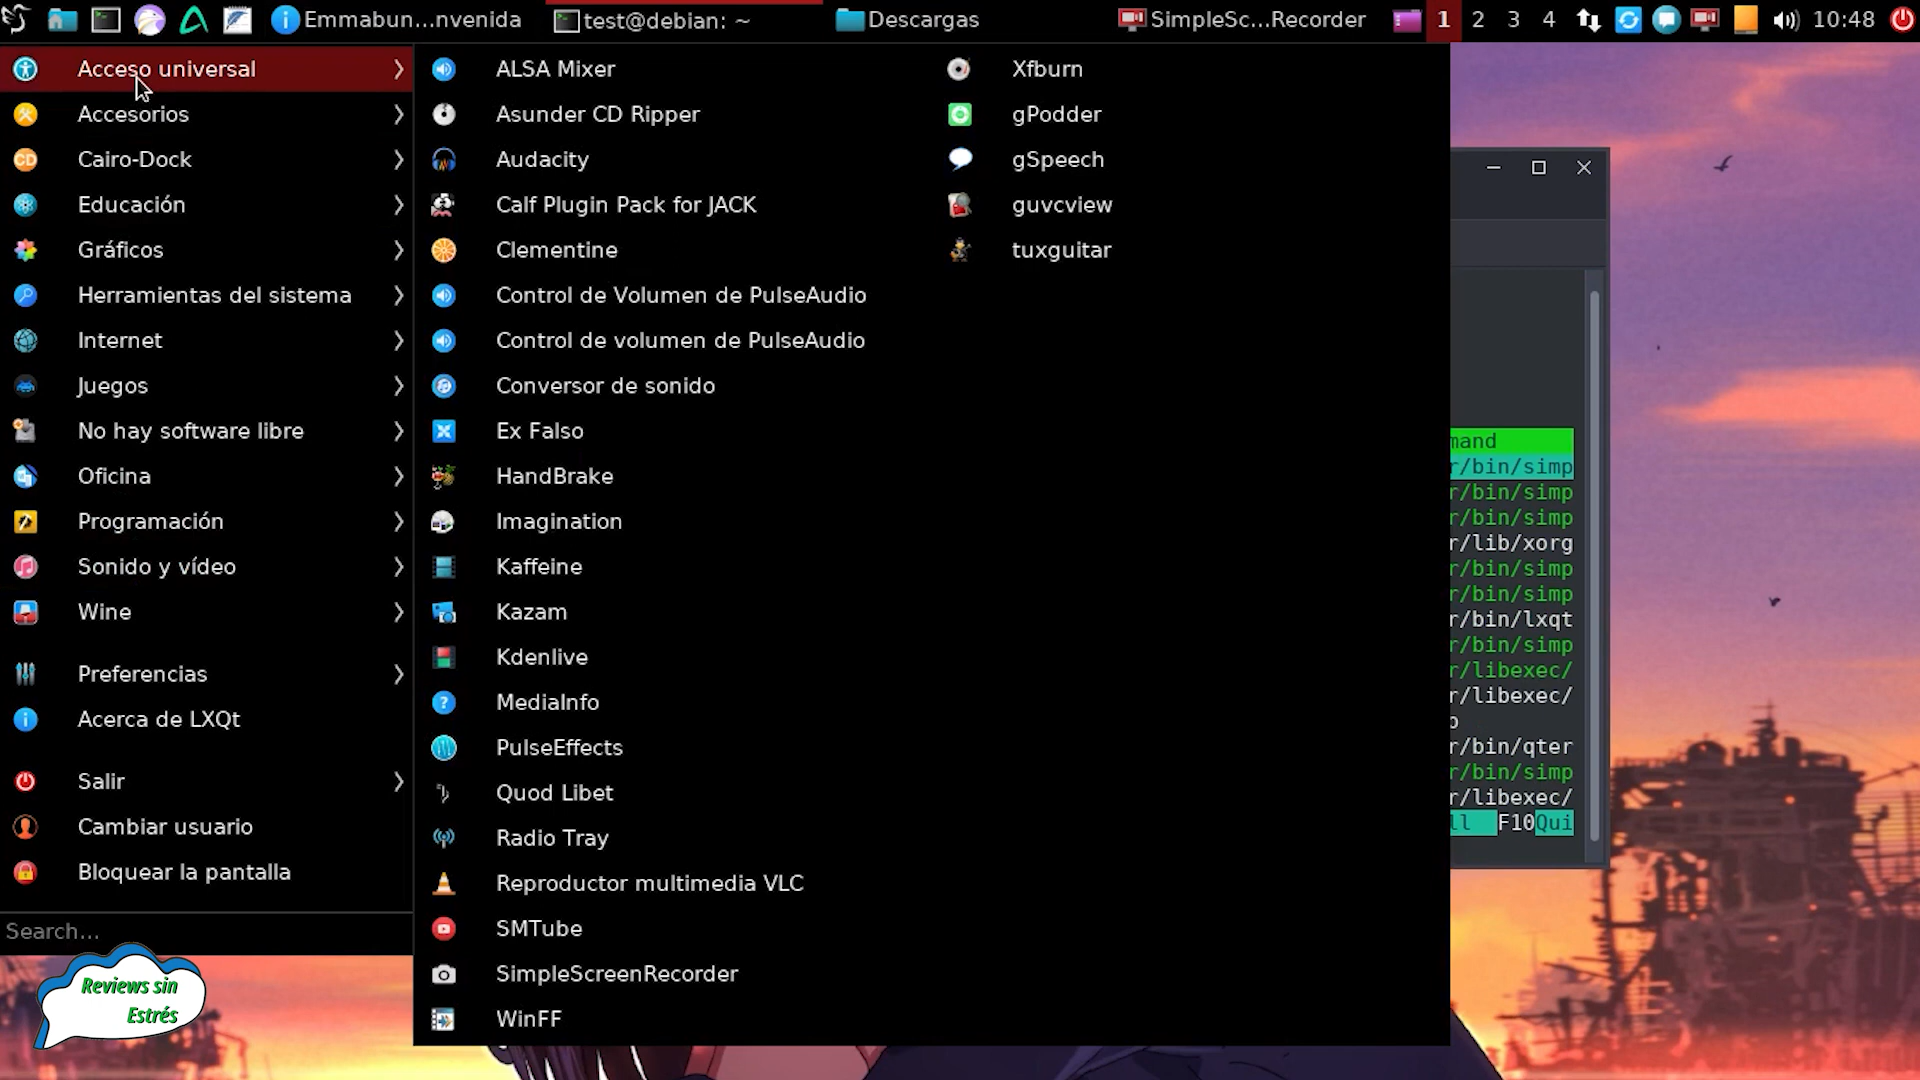 Emmabun...nvenida
test@debian: ~
Descargas
SimpleSc...Recorder
1
2
3
4
10:48
Acceso universal
Accesorios
Cairo-Dock
Educación
Gráficos
Herramientas del sistema
Internet
Juegos
No hay software libre
Oficina
Programación
Sonido y vídeo
Wine
Preferencias
Acerca de LXQt
Salir
Cambiar usuario
Bloquear la pantalla
Search...
Reviews sin
Estrés
ALSA Mixer
Asunder CD Ripper
Audacity
Calf Plugin Pack for JACK
Clementine
Control de Volumen de PulseAudio
Control de volumen de PulseAudio
Conversor de sonido
Ex Falso
HandBrake
Imagination
Kaffeine
Kazam
Kdenlive
MediaInfo
PulseEffects
Quod Libet
Radio Tray
Reproductor multimedia VLC
SMTube
SimpleScreenRecorder
WinFF
Xfburn
gPodder
gSpeech
guvcview
tuxguitar
mand
r/bin/simp
r/bin/simp
r/bin/simp
r/lib/xorg
r/bin/simp
r/bin/simp
r/bin/lxqt
r/bin/simp
r/libexec/
r/libexec/
r/bin/qter
r/bin/simp
r/libexec/
ll F10Qui